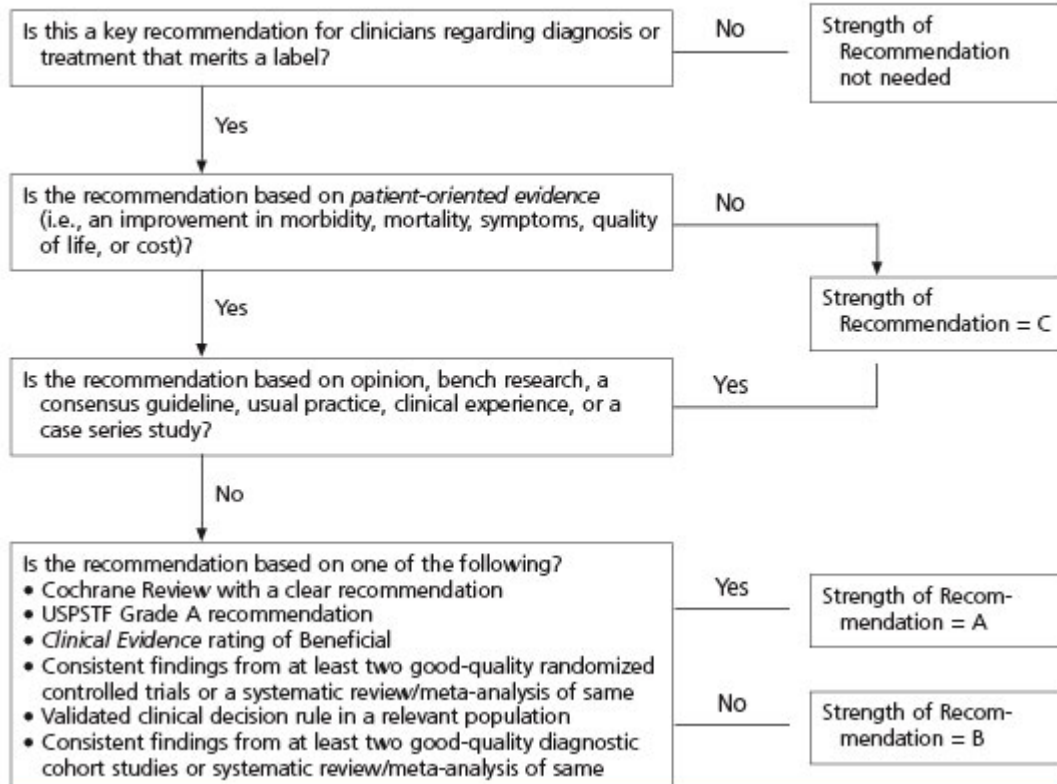 Is this a key recommendation for clinicians regarding diagnosis or
treatment that merits a label?
No
Strength of
Recommendation
not needed
Yes
Is the recommendation based on patient-oriented evidence
(i.e., an improvement in morbidity, mortality, symptoms, quality
of life, or cost)?
No
Strength of
Recommendation = C
Yes
Is the recommendation based on opinion, bench research, a
consensus guideline, usual practice, clinical experience, or a
case series study?
Yes
No
Is the recommendation based on one of the following?
• Cochrane Review with a clear recommendation
• USPSTF Grade A recommendation
• Clinical Evidence rating of Beneficial
• Consistent findings from at least two good-quality randomized
controlled trials or a systematic review/meta-analysis of same
• Validated clinical decision rule in a relevant population
• Consistent findings from at least two good-quality diagnostic
cohort studies or systematic review/meta-analysis of same
Yes
Strength of Recom-
mendation = A
No
Strength of Recom-
mendation = B